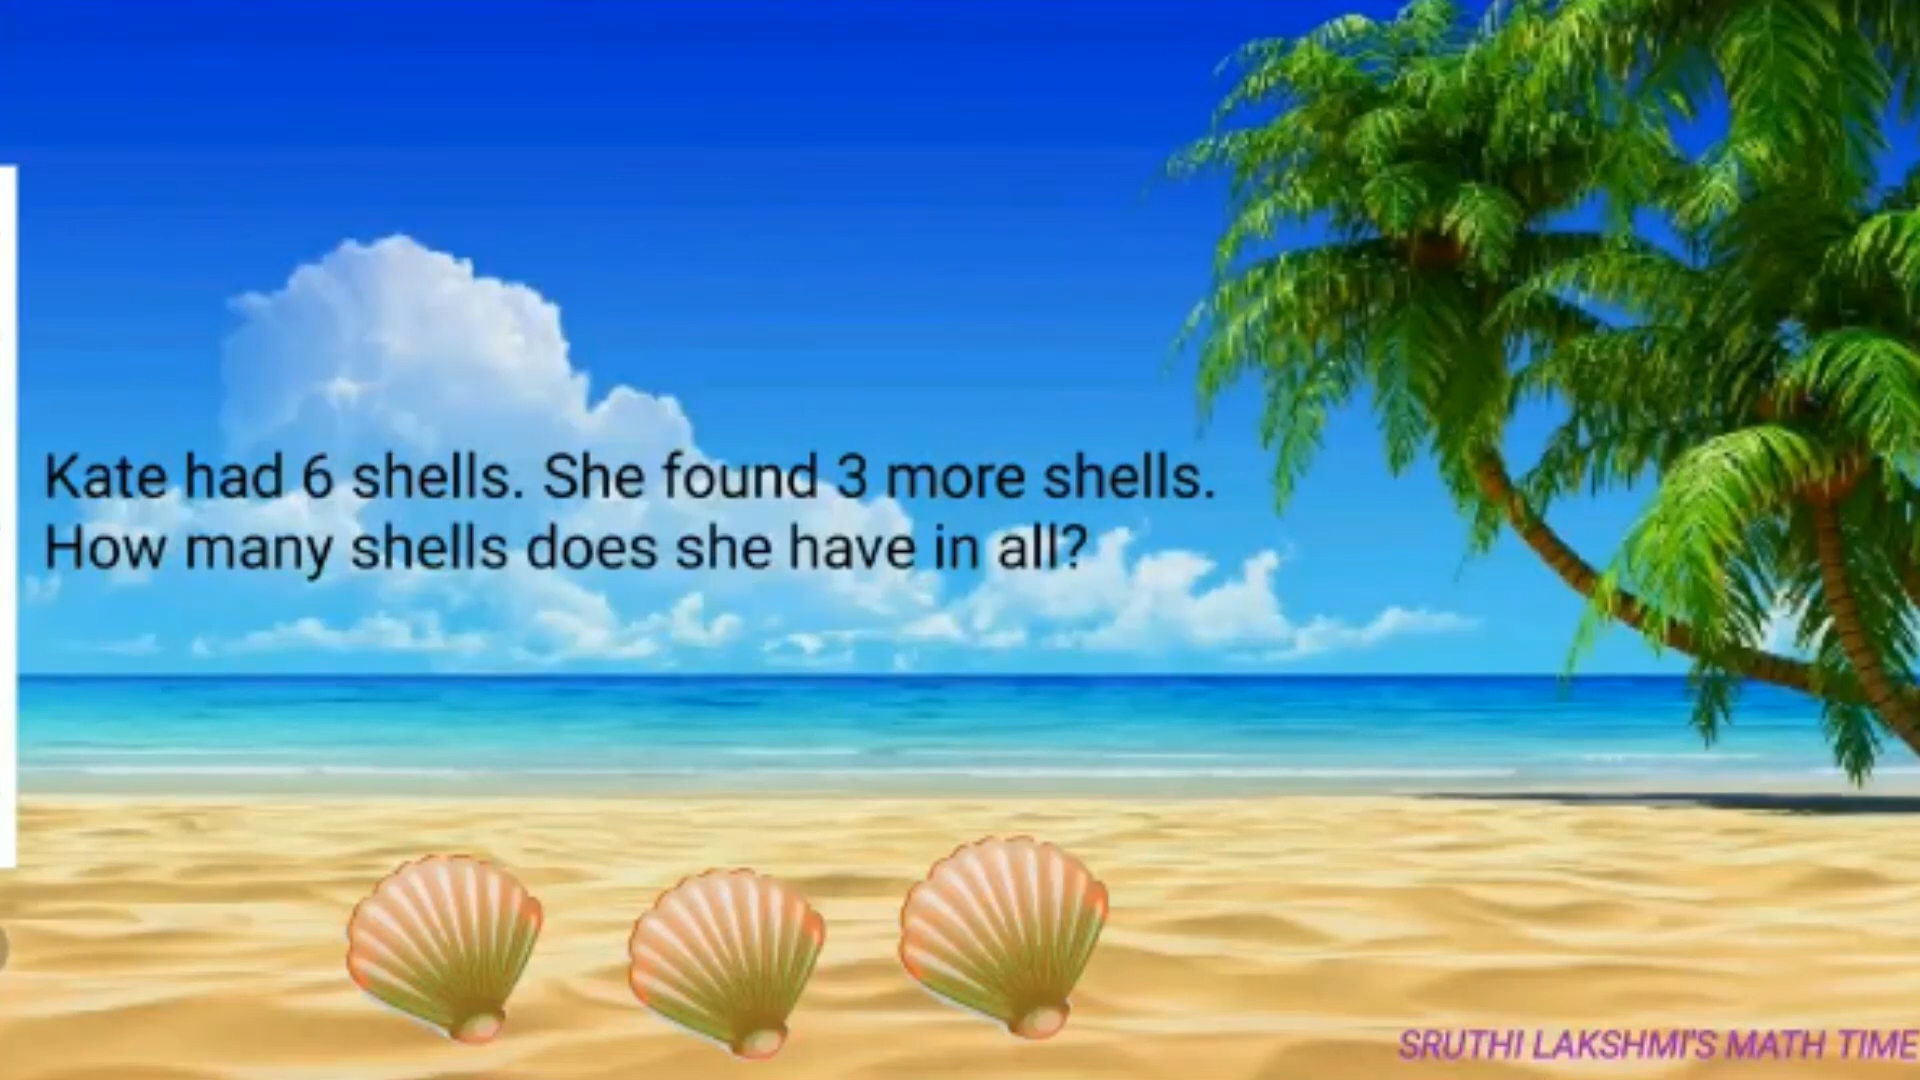 Kate had 6 shells. She found 3 more shells.
How many shells does she have in all?
SRUTHI LAKSHMI'S MATH TIME